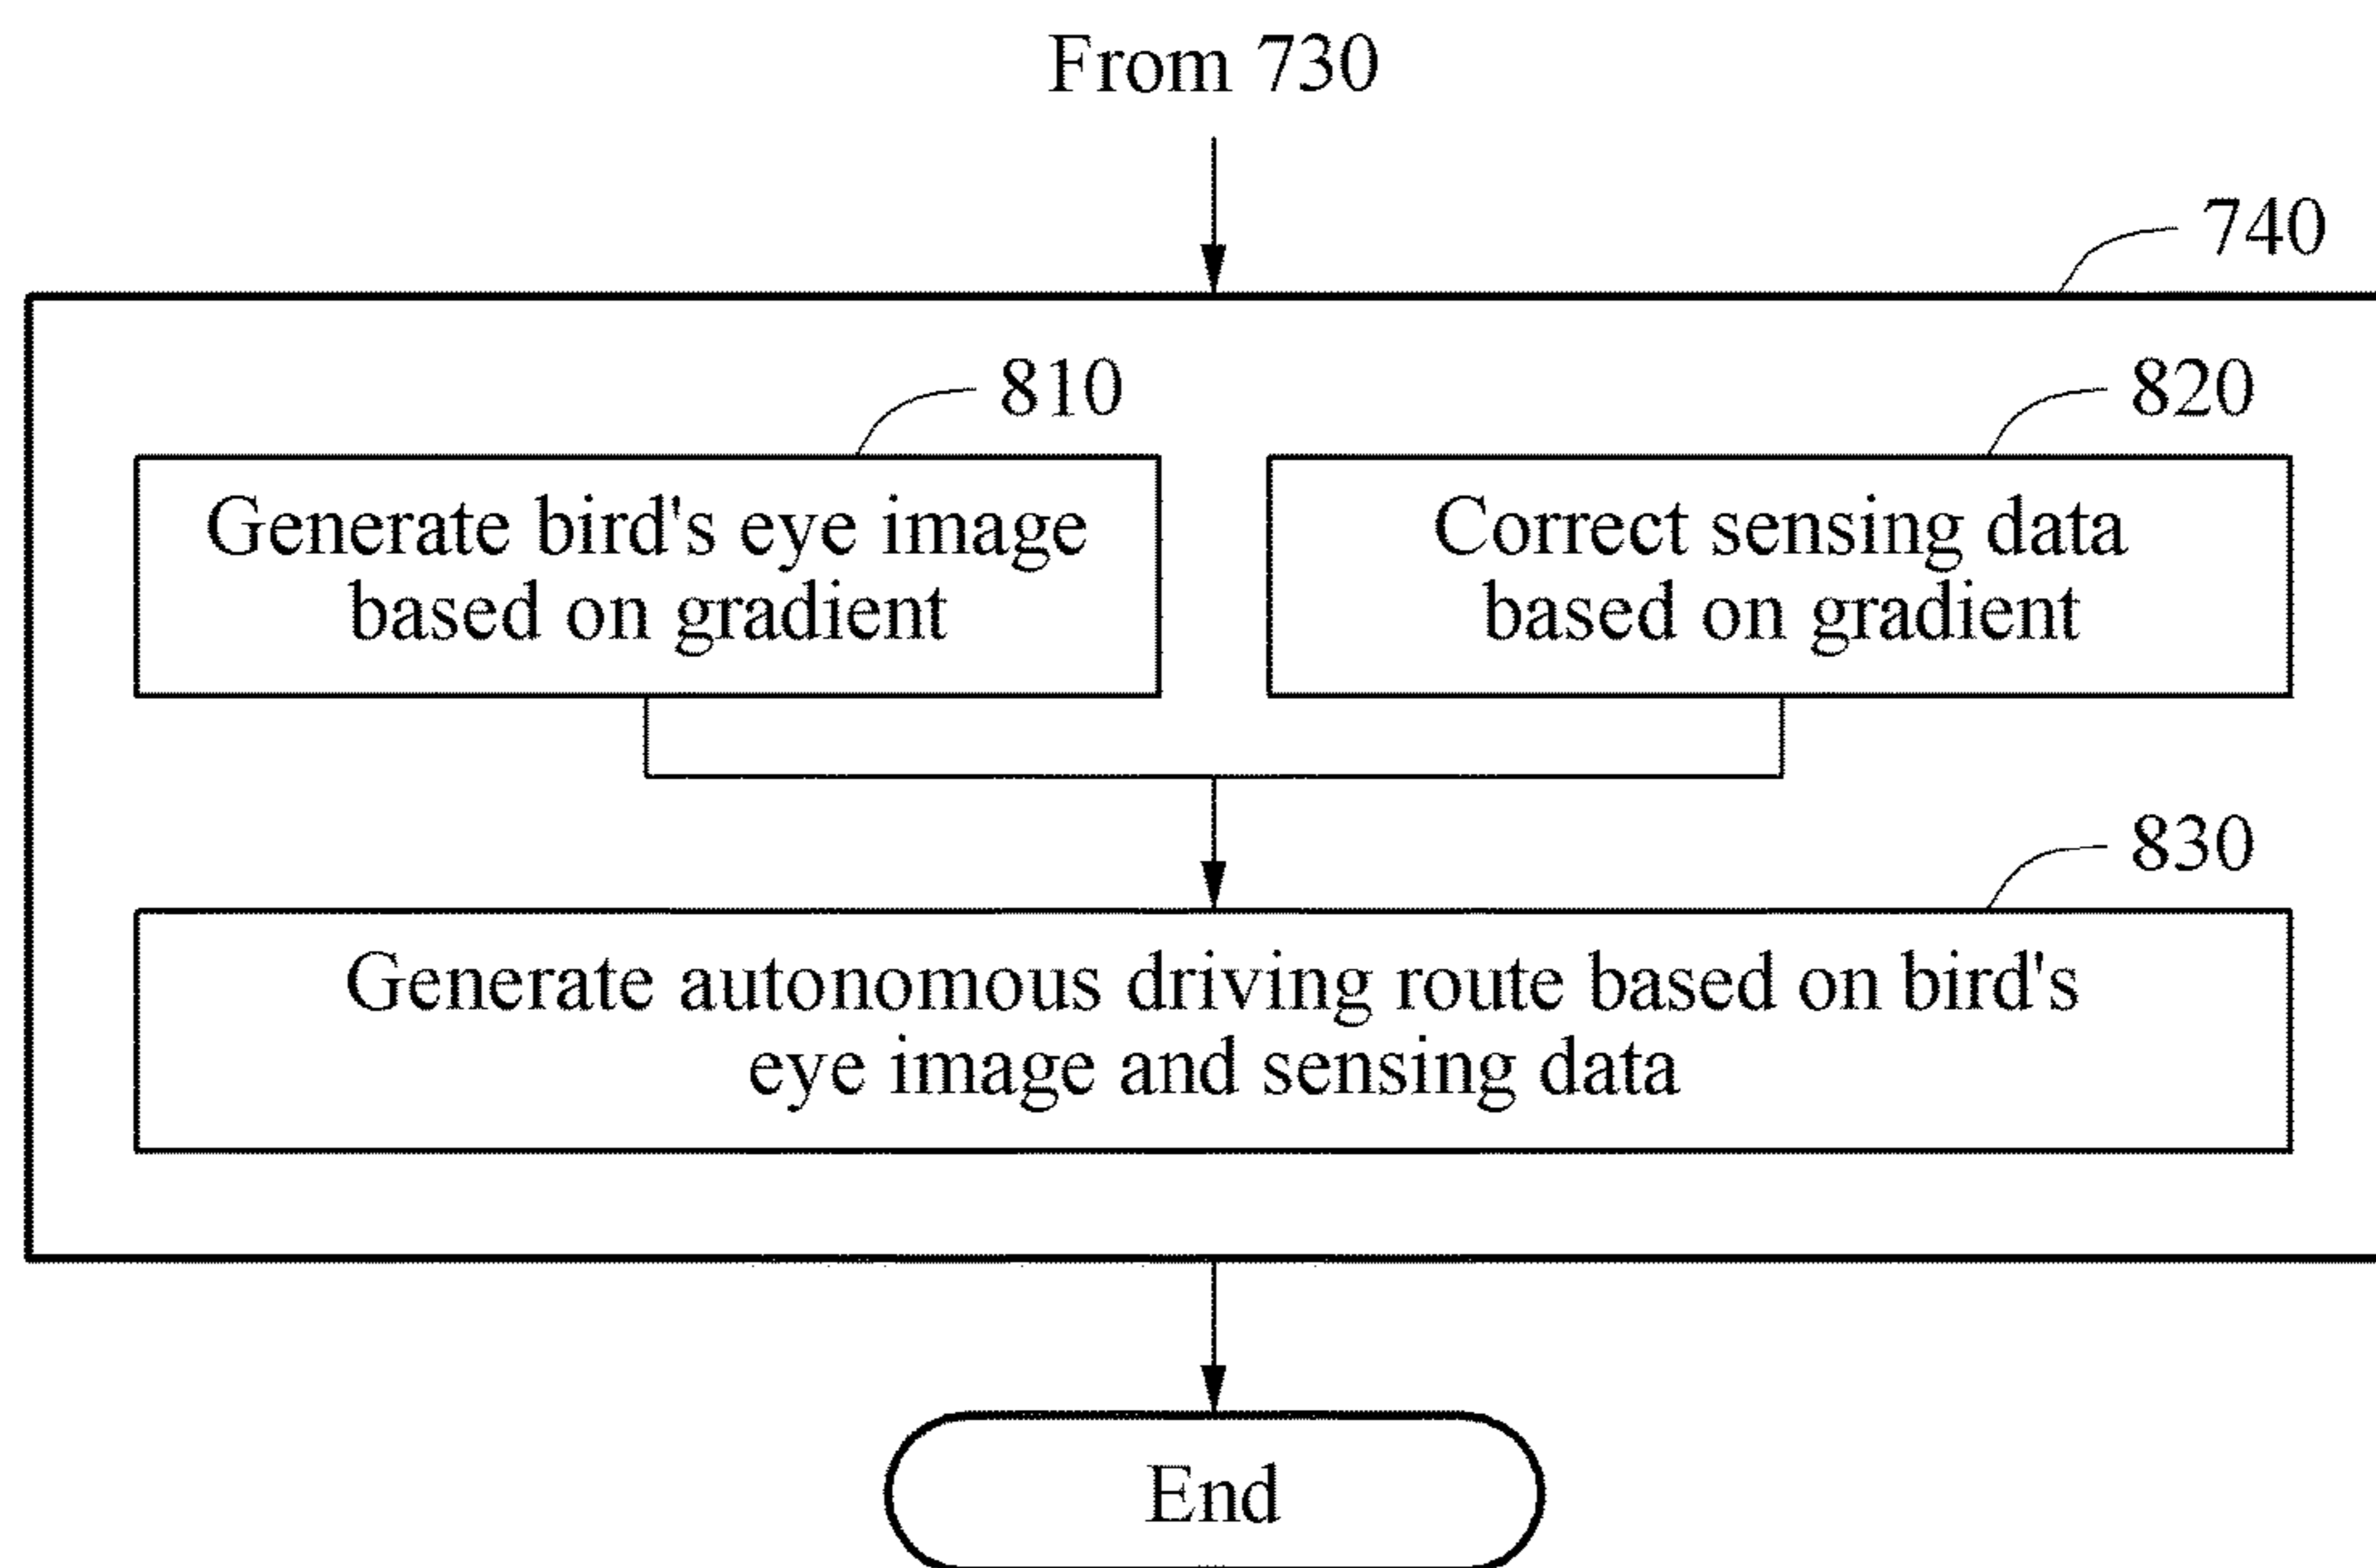 From 730
740
810
820
Generate bird's eye image
based on gradient
Correct sensing data
based on gradient
830
Generate autonomous driving route based on bird's
eye image and sensing data
End